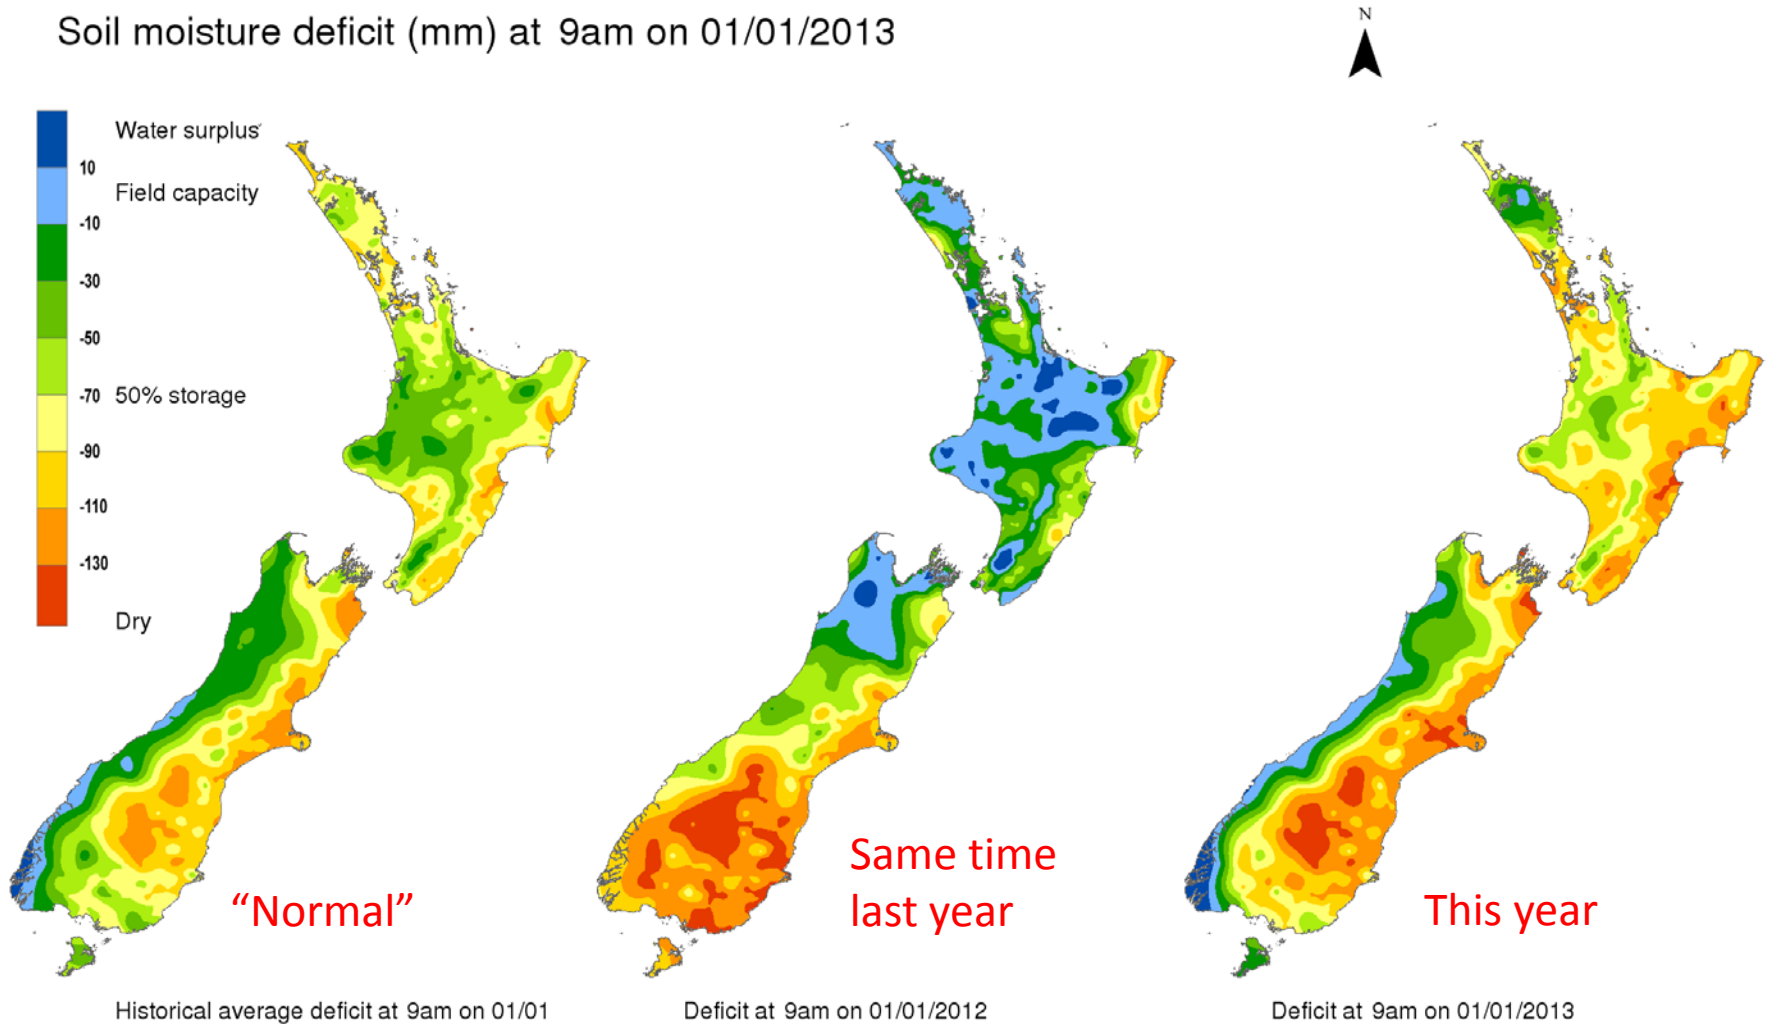 Soil moisture deficit (mm) at 9am on 01/01/2013
N
Water surplus
10
Field capacity
-10
-30
-50
-70
50% storage
-90
-110
-130
Dry
“Normal”
Same time
last year
This year
Historical average deficit at 9am on 01/01
Deficit at 9am on 01/01/2012
Deficit at 9am on 01/01/2013